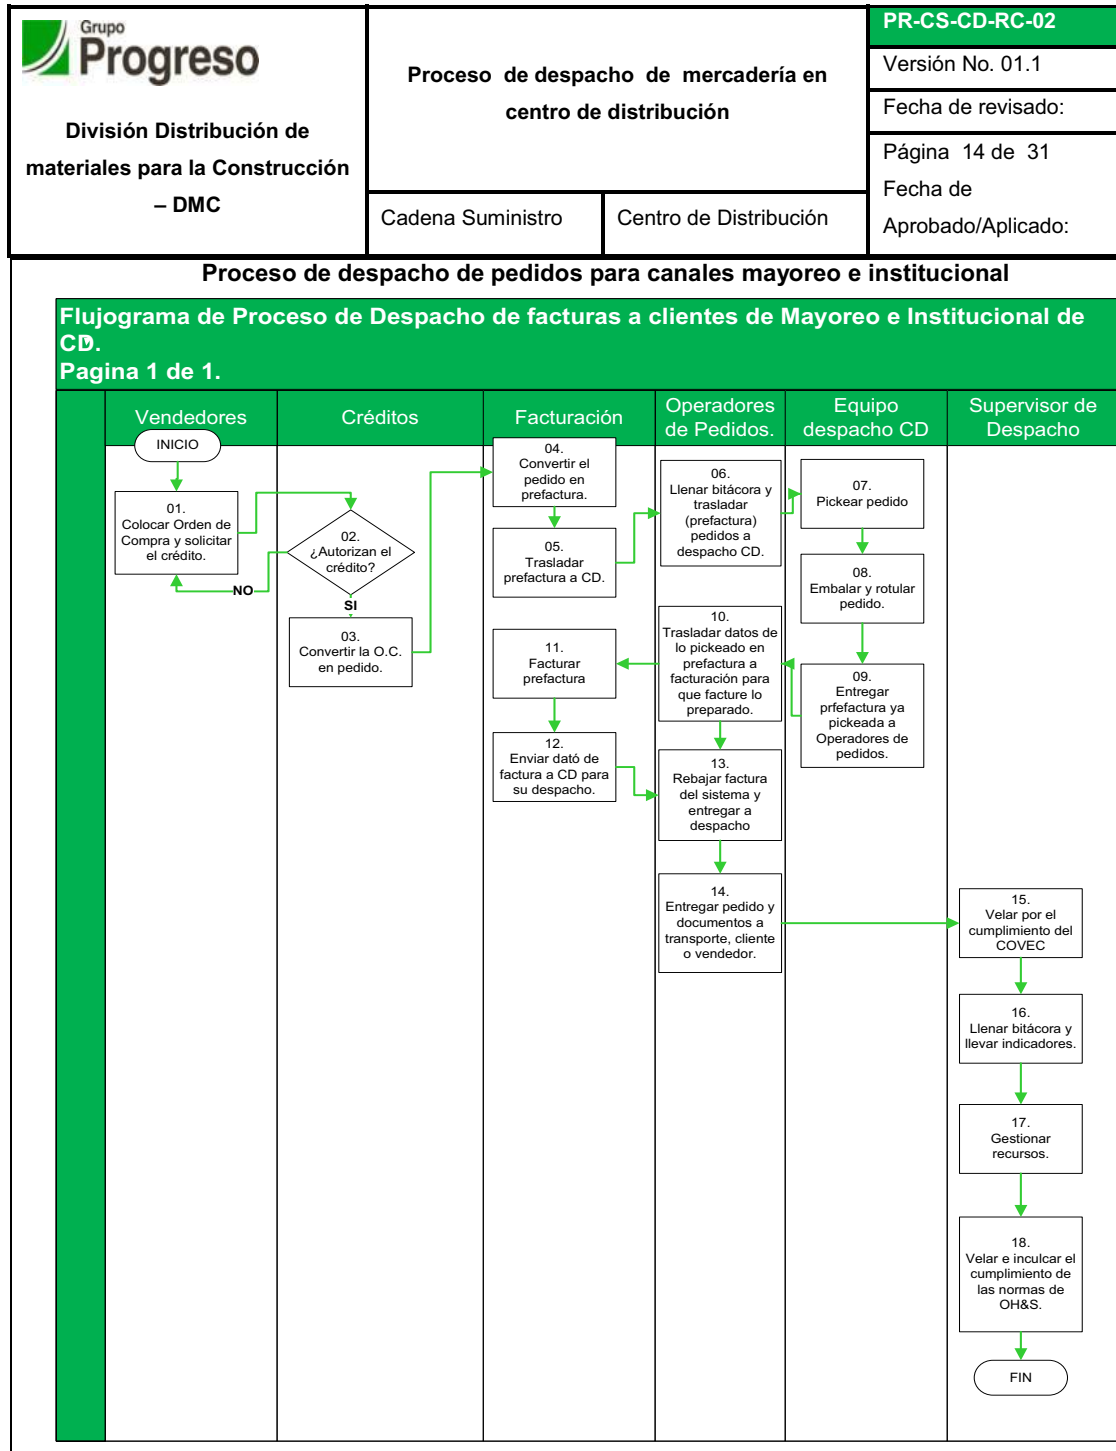 Grupo
Progreso
División Distribución de
materiales para la Construcción
– DMC
Proceso de despacho de mercadería en
centro de distribución
Cadena Suministro
Centro de Distribución
PR-CS-CD-RC-02
Versión No. 01.1
Fecha de revisado:
Página 14 de 31
Fecha de
Aprobado/Aplicado:
Proceso de despacho de pedidos para canales mayoreo e institucional
Flujograma de Proceso de Despacho de facturas a clientes de Mayoreo e Institucional de
CD.
Pagina 1 de 1.
Vendedores
Créditos
Facturación
Operadores
de Pedidos.
Equipo
despacho CD
Supervisor de
Despacho
INICIO
01.
Colocar Orden de
Compra y solicitar
el crédito.
02.
¿Autorizan el
crédito?
NO
SI
03.
Convertir la O.C.
en pedido.
04.
Convertir el
pedido en
prefactura.
05.
Trasladar
prefactura a CD.
06.
Llenar bitácora y
trasladar
(prefactura)
pedidos a
despacho CD.
07.
Pickear pedido
08.
Embalar y rotular
pedido.
09.
Entregar
prfefactura ya
pickeada a
Operadores de
pedidos.
10.
Trasladar datos de
lo pickeado en
prefactura a
facturación para
que facture lo
preparado.
11.
Facturar
prefactura
12.
Enviar dató de
factura a CD para
su despacho.
13.
Rebajar factura
del sistema y
entregar a
despacho
14.
Entregar pedido y
documentos a
transporte, cliente
o vendedor.
15.
Velar por el
cumplimiento del
COVEC
16.
Llenar bitácora y
llevar indicadores.
17.
Gestionar
recursos.
18.
Velar e inculcar el
cumplimiento de
las normas de
OH&S.
FIN